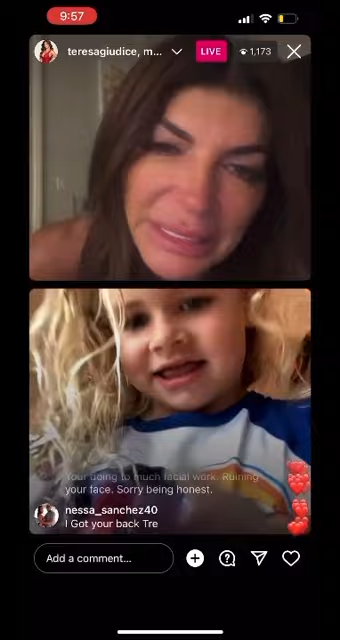 9:57
teresagiudice, m...
LIVE
1,173
Your doing to much facial work. Ruining
your face. Sorry being honest.
nessa_sanchez40
I Got your back Tre
Add a comment...